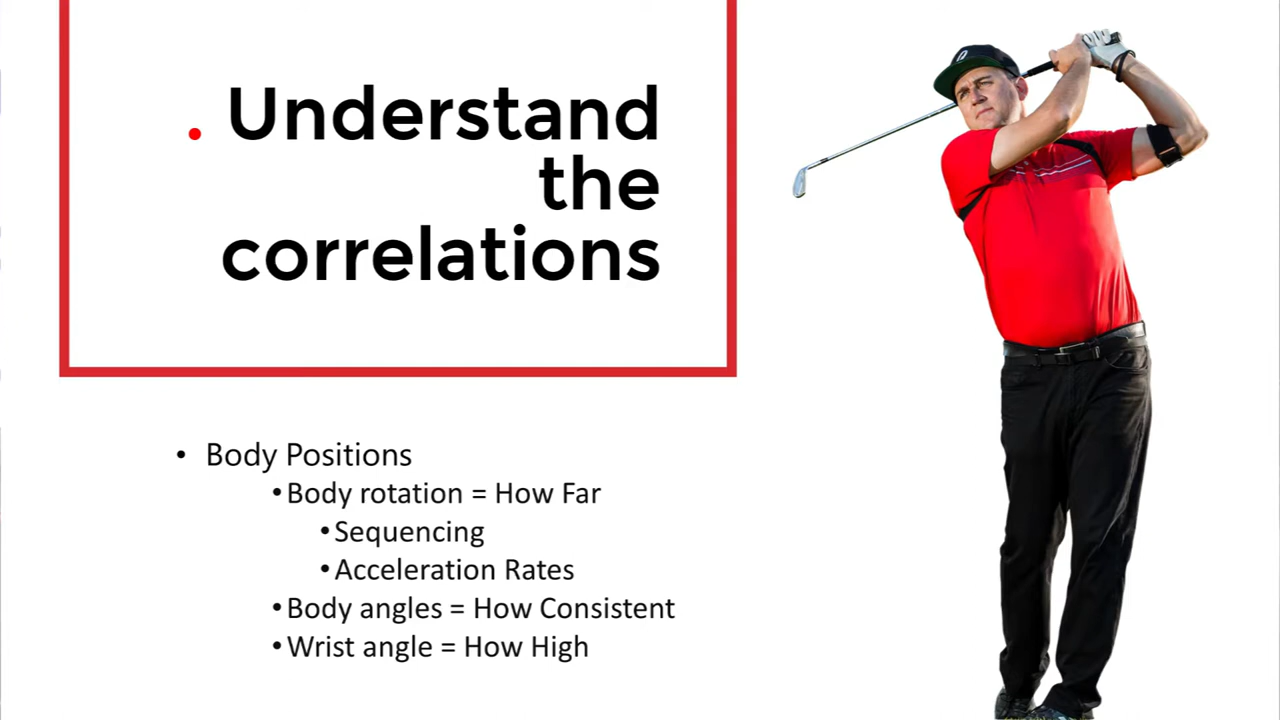 . Understand
the
correlations
• Body Positions
• Body rotation = How Far
• Sequencing
• Acceleration Rates
• Body angles = How Consistent
• Wrist angle = How High